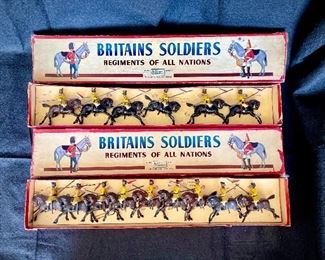 BRITAINS SOLDIERS
REGIMENTS OF ALL NATIONS
BRITAINS SOLDIERS
REGIMENTS OF ALL NATIONS